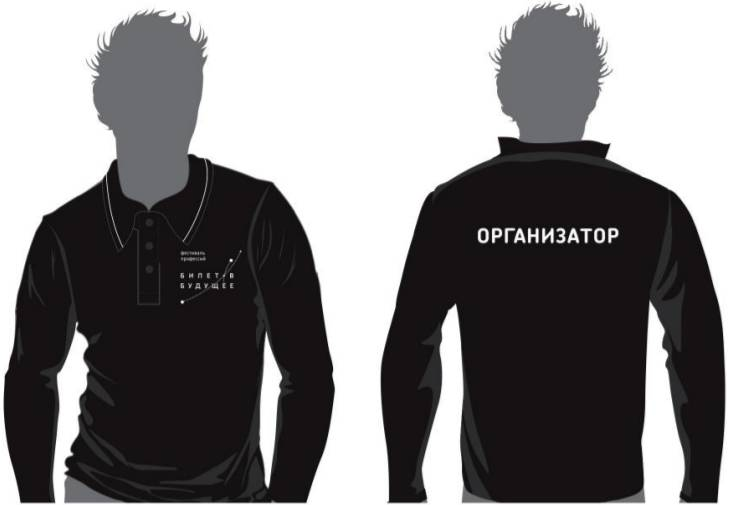 фестиваль
профессий
БИЛЕТ В
БУДУЩЕЕ
ОРГАНИЗАТОР